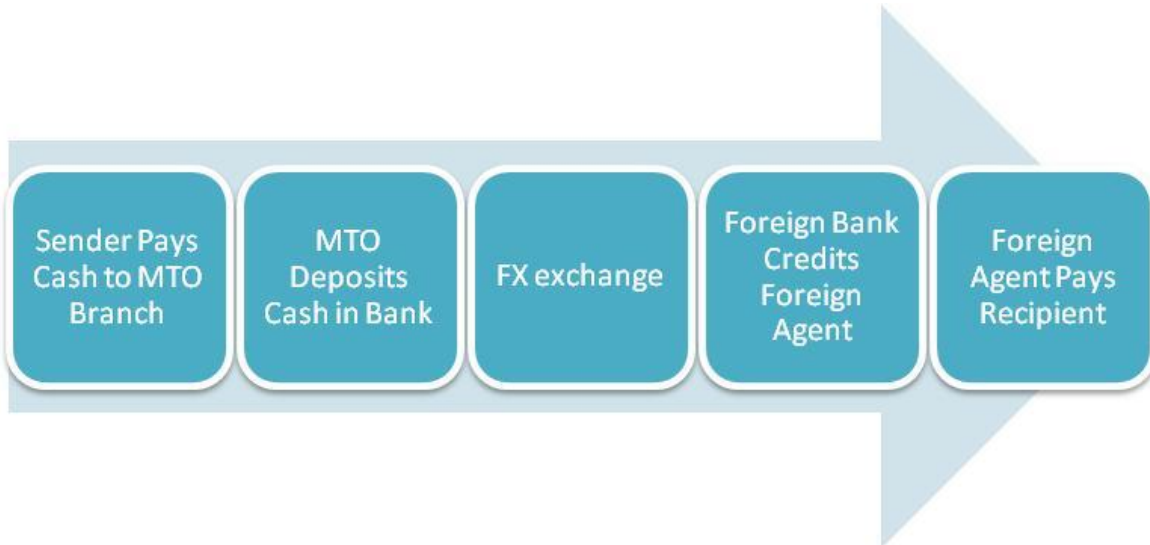 Sender Pays
Cash to MTO
Branch
MTO
Deposits
Cash in Bank
FX exchange
Foreign Bank
Credits
Foreign
Agent
Foreign
Agent Pays
Recipient